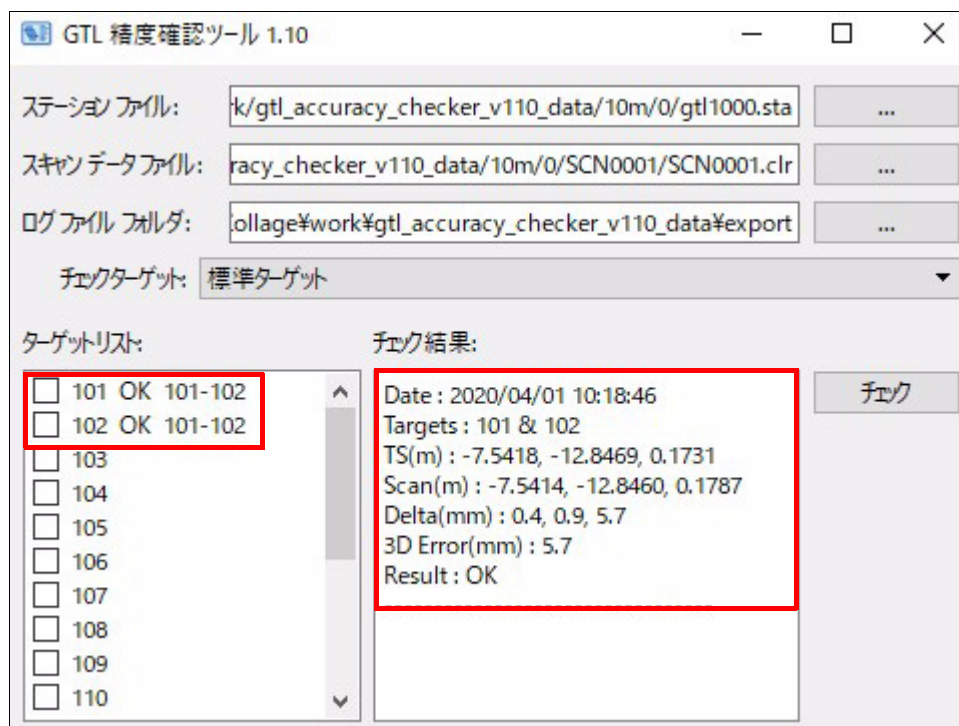 GTL 精度確認ツール 1.10
ステーション ファイル: 'k/gtl_accuracy_checker_v110_data/10m/0/gtl1000.sta ...
スキャン データ ファイル: racy_checker_v110_data/10m/0/SCN0001/SCN0001.clr ...
ログ ファイル フォルダ: ollage¥work¥gtl_accuracy_checker_v110_data¥export ...
チェックターゲット: 標準ターゲット
ターゲットリスト:
101 OK 101-102
102 OK 101-102
103
104
105
106
107
108
109
110
チェック結果:
Date : 2020/04/01 10:18:46
Targets : 101 & 102
TS(m) : -7.5418, -12.8469, 0.1731
Scan(m) : -7.5414, -12.8460, 0.1787
Delta(mm) : 0.4, 0.9, 5.7
3D Error(mm) : 5.7
Result : OK
------------------------------------
チェック